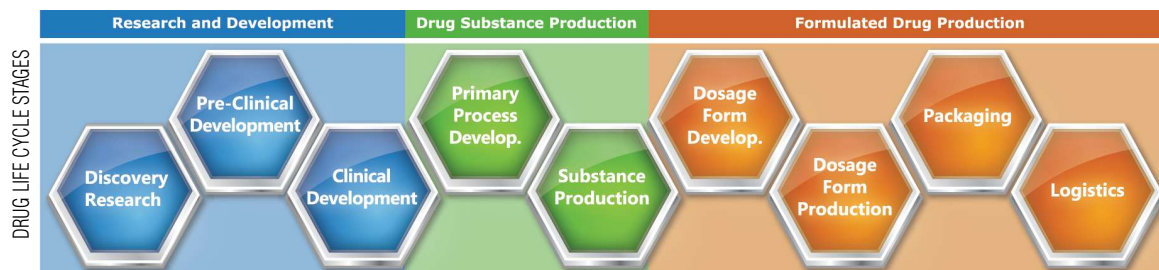 Research and Development
Drug Substance Production
Formulated Drug Production
DRUG LIFE CYCLE STAGES
Discovery
Research
Pre-Clinical
Development
Clinical
Development
Primary
Process
Develop.
Substance
Production
Dosage
Form
Develop.
Dosage
Form
Production
Packaging
Logistics